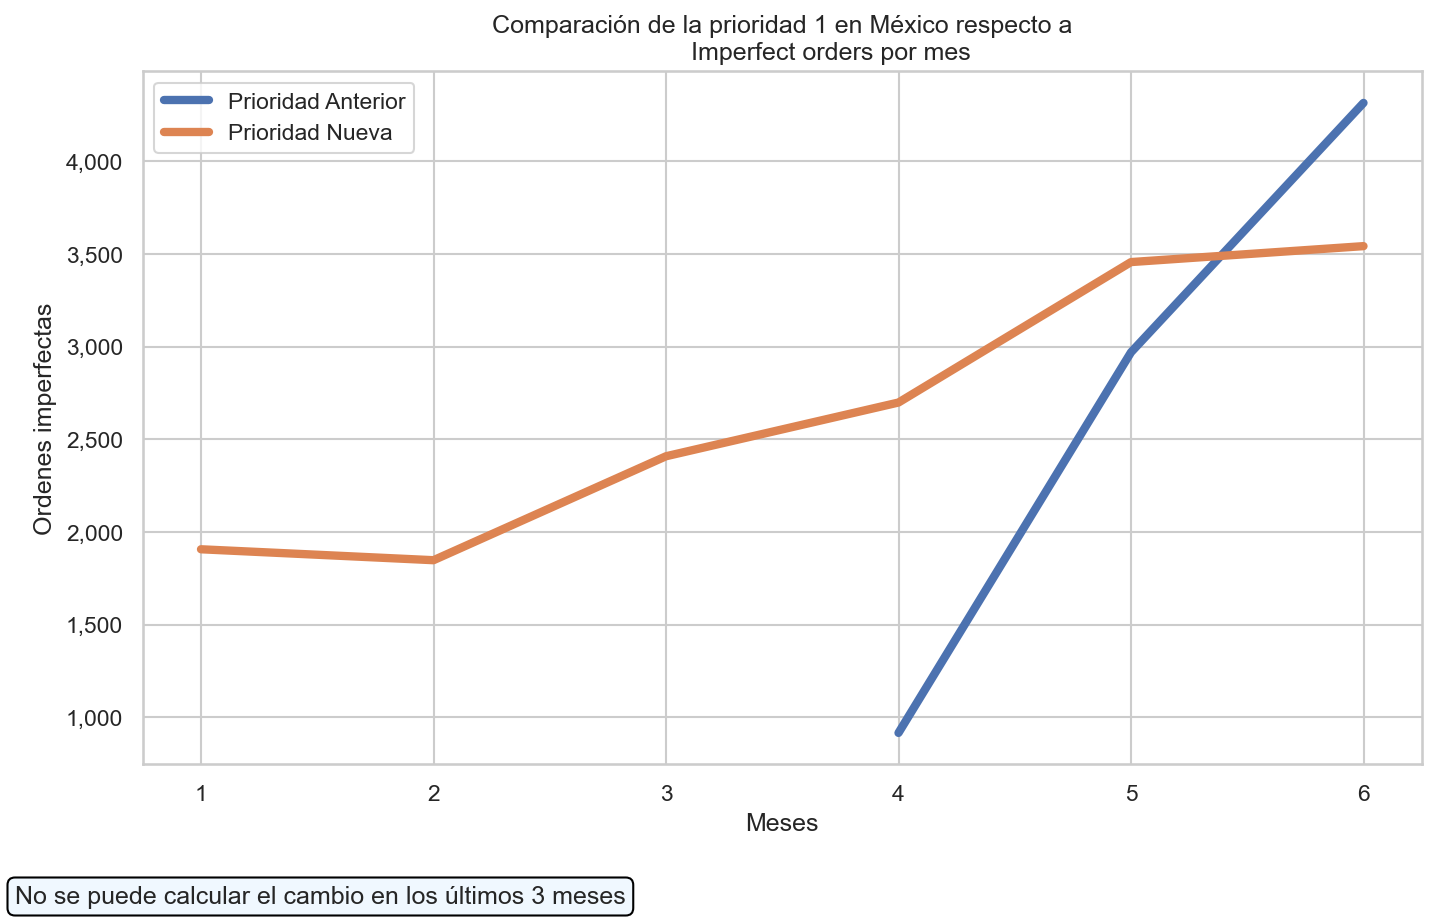 Comparación de la prioridad 1 en México respecto a
Imperfect orders por mes
Prioridad Anterior
Prioridad Nueva
4,000
3,500
3,000
2,500
2,000
1,500
1,000
Ordenes imperfectas
1 2 3 4 5 6
Meses
No se puede calcular el cambio en los últimos 3 meses